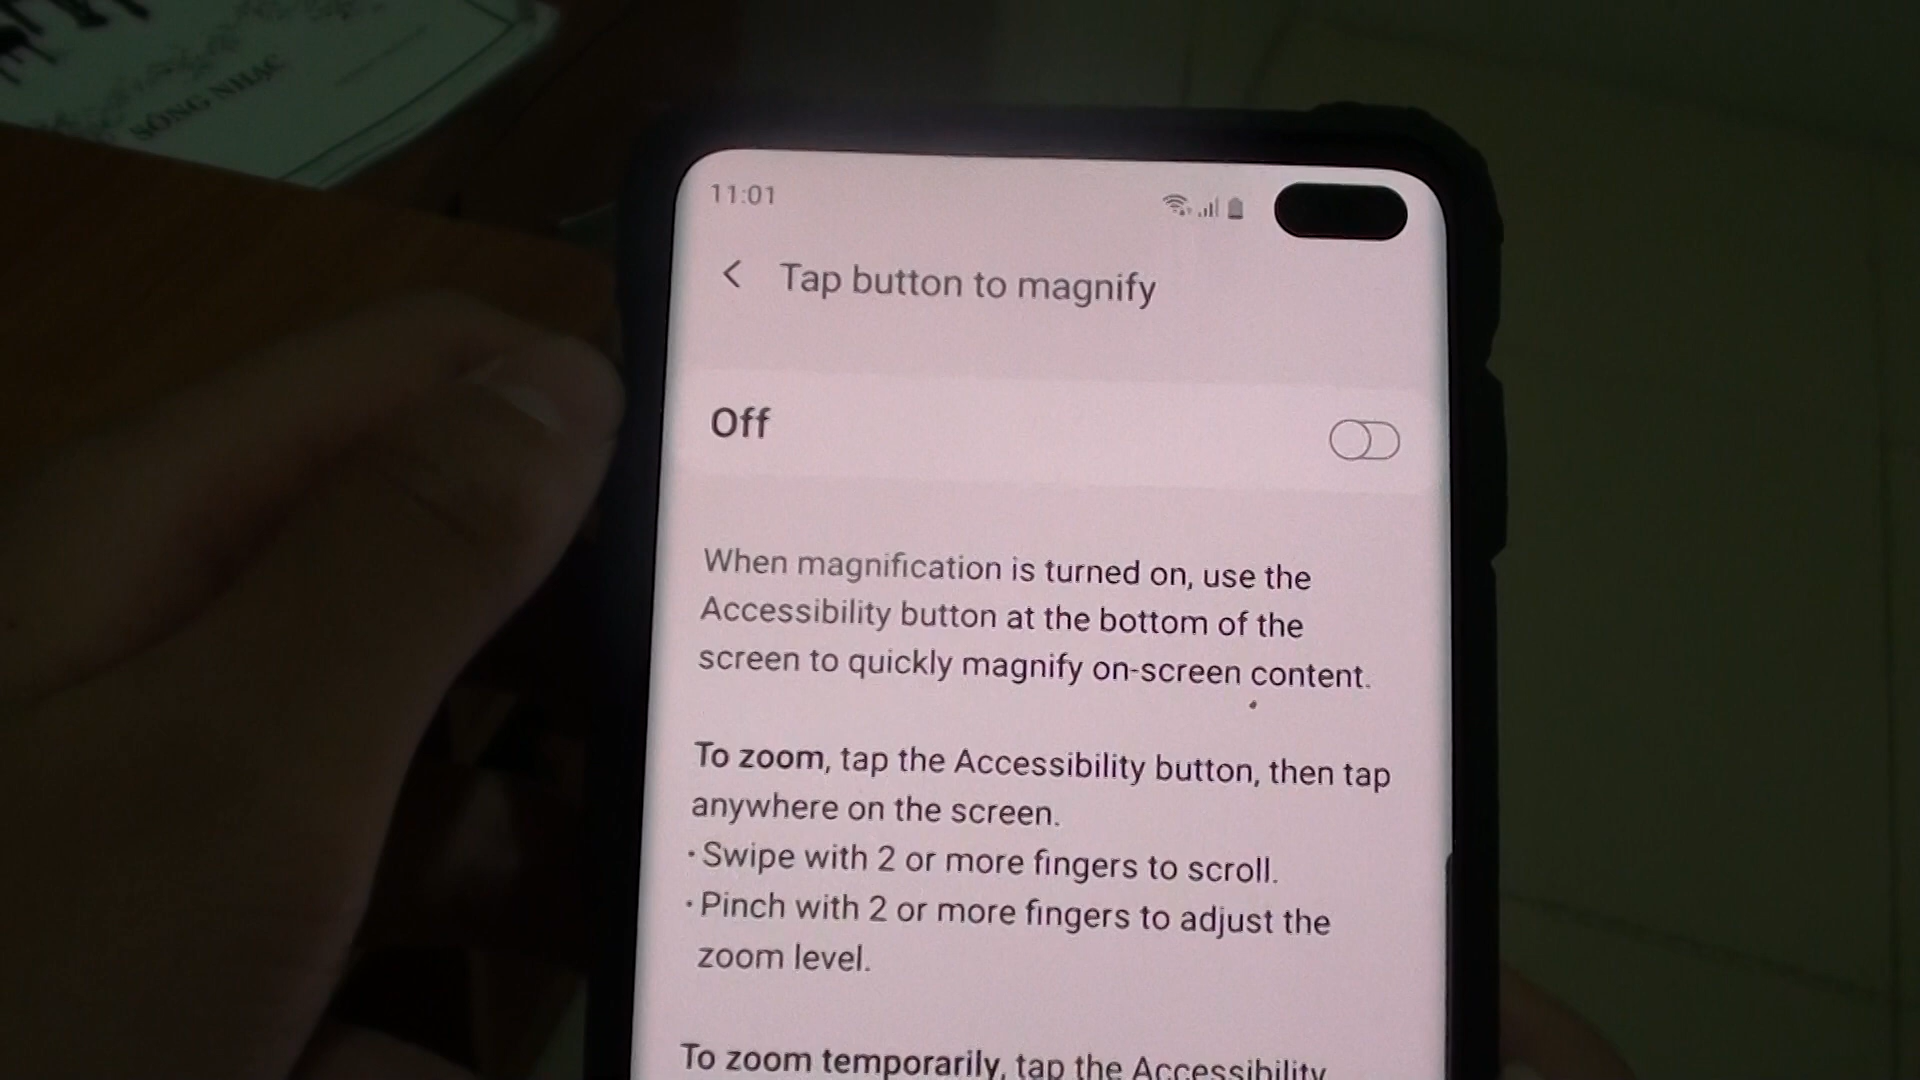 SÓNG NHẠC
11:01
Tap button to magnify
Off
When magnification is turned on, use the
Accessibility button at the bottom of the
screen to quickly magnify on-screen content.
To zoom, tap the Accessibility button, then tap
anywhere on the screen.
· Swipe with 2 or more fingers to scroll.
· Pinch with 2 or more fingers to adjust the
zoom level.
To zoom temporarily, tap the Accessibility